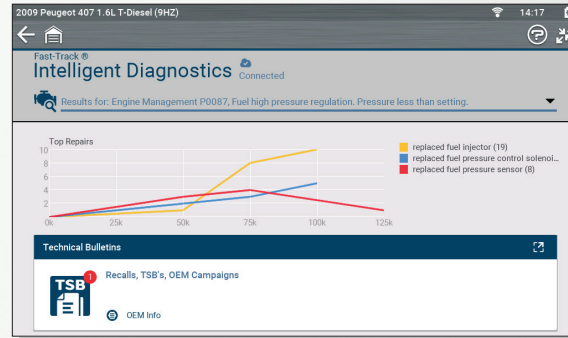 2009 Peugeot 407 1.6L T-Diesel (9HZ) 14:17
Fast-Track ®
Intelligent Diagnostics Connected
Results for: Engine Management P0087, Fuel high pressure regulation. Pressure less than setting.
Top Repairs
10
8
6
4
2
0k 25k 50k 75k 100k 125k
replaced fuel injector (19)
replaced fuel pressure control solenoi...
replaced fuel pressure sensor (8)
Technical Bulletins
TSB 1
Recalls, TSB's, OEM Campaigns
OEM Info